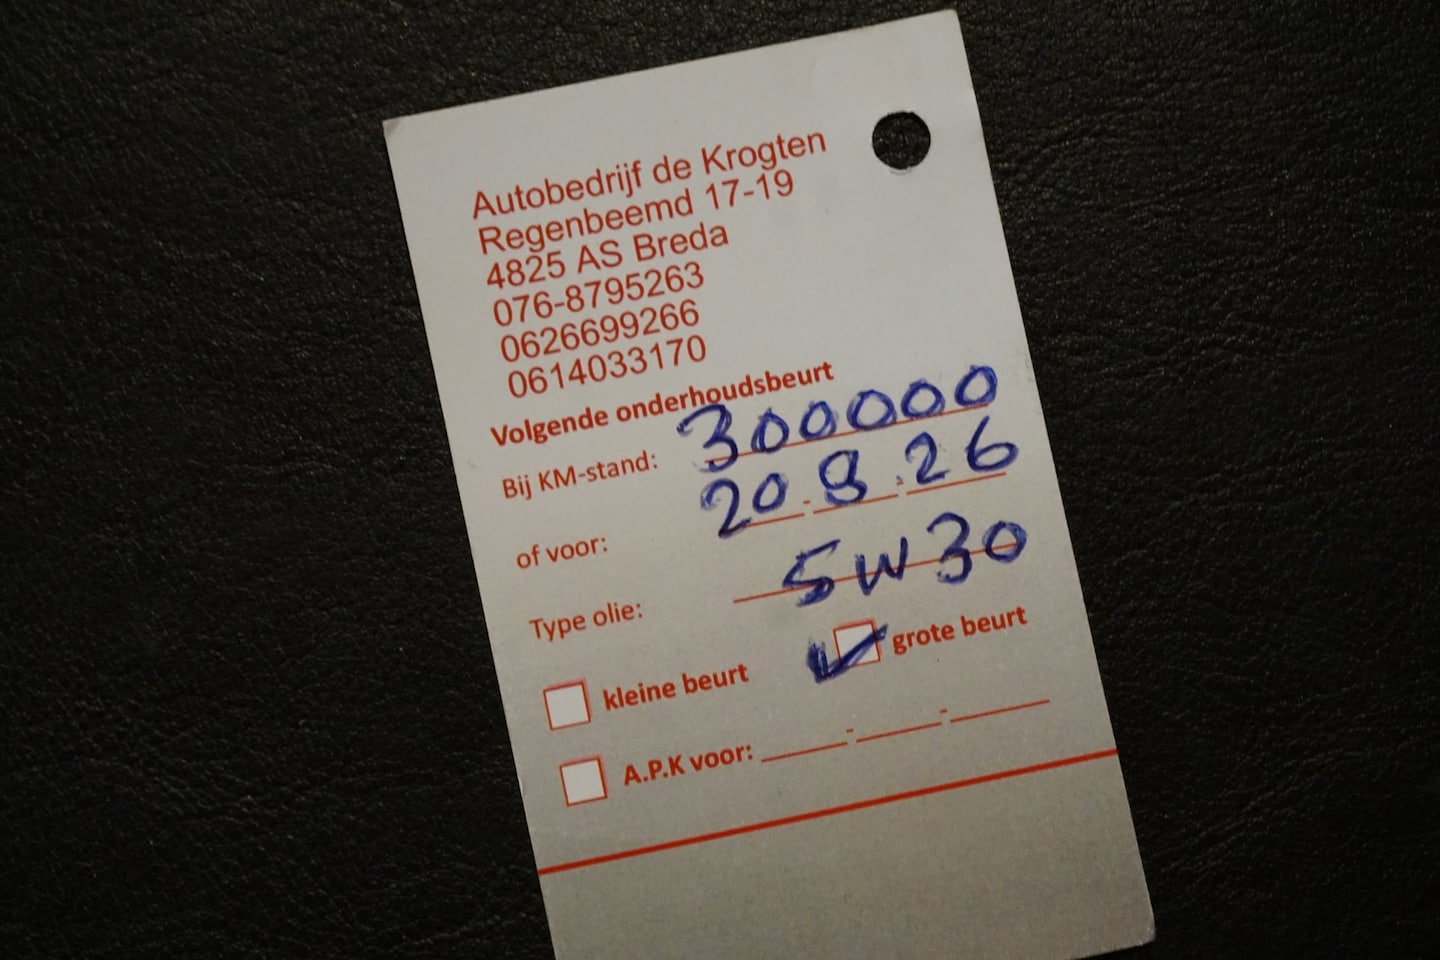 Autobedrijf de Krogten
Regenbeemd 17-19
4825 AS Breda
076-8795263
0626699266
0614033170
Volgende onderhoudsbeurt
Bij KM-stand: 300000
of voor: 20-8-26
Type olie: 5W30
kleine beurt grote beurt
A.P.K voor: